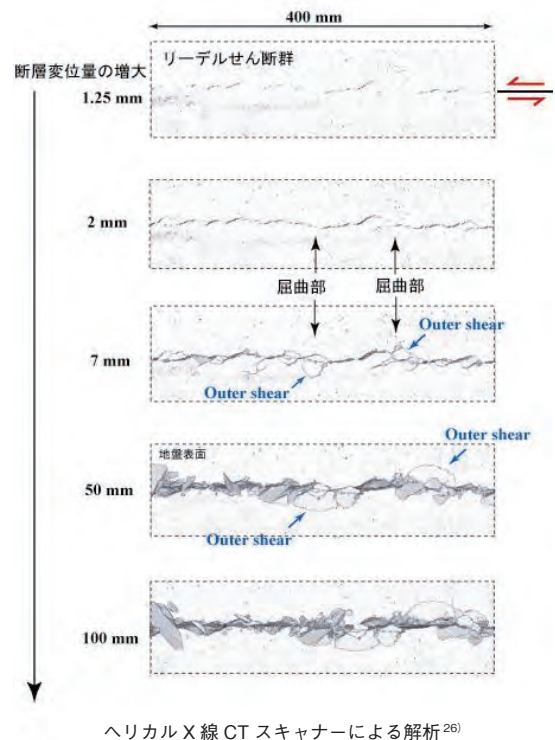 400 mm
断層変位量の増大
リーデルせん断群
1.25 mm
2 mm
屈曲部
屈曲部
Outer shear
7 mm
Outer shear
Outer shear
地盤表面
50 mm
Outer shear
100 mm
ヘリカル X 線 CT スキャナーによる解析26)